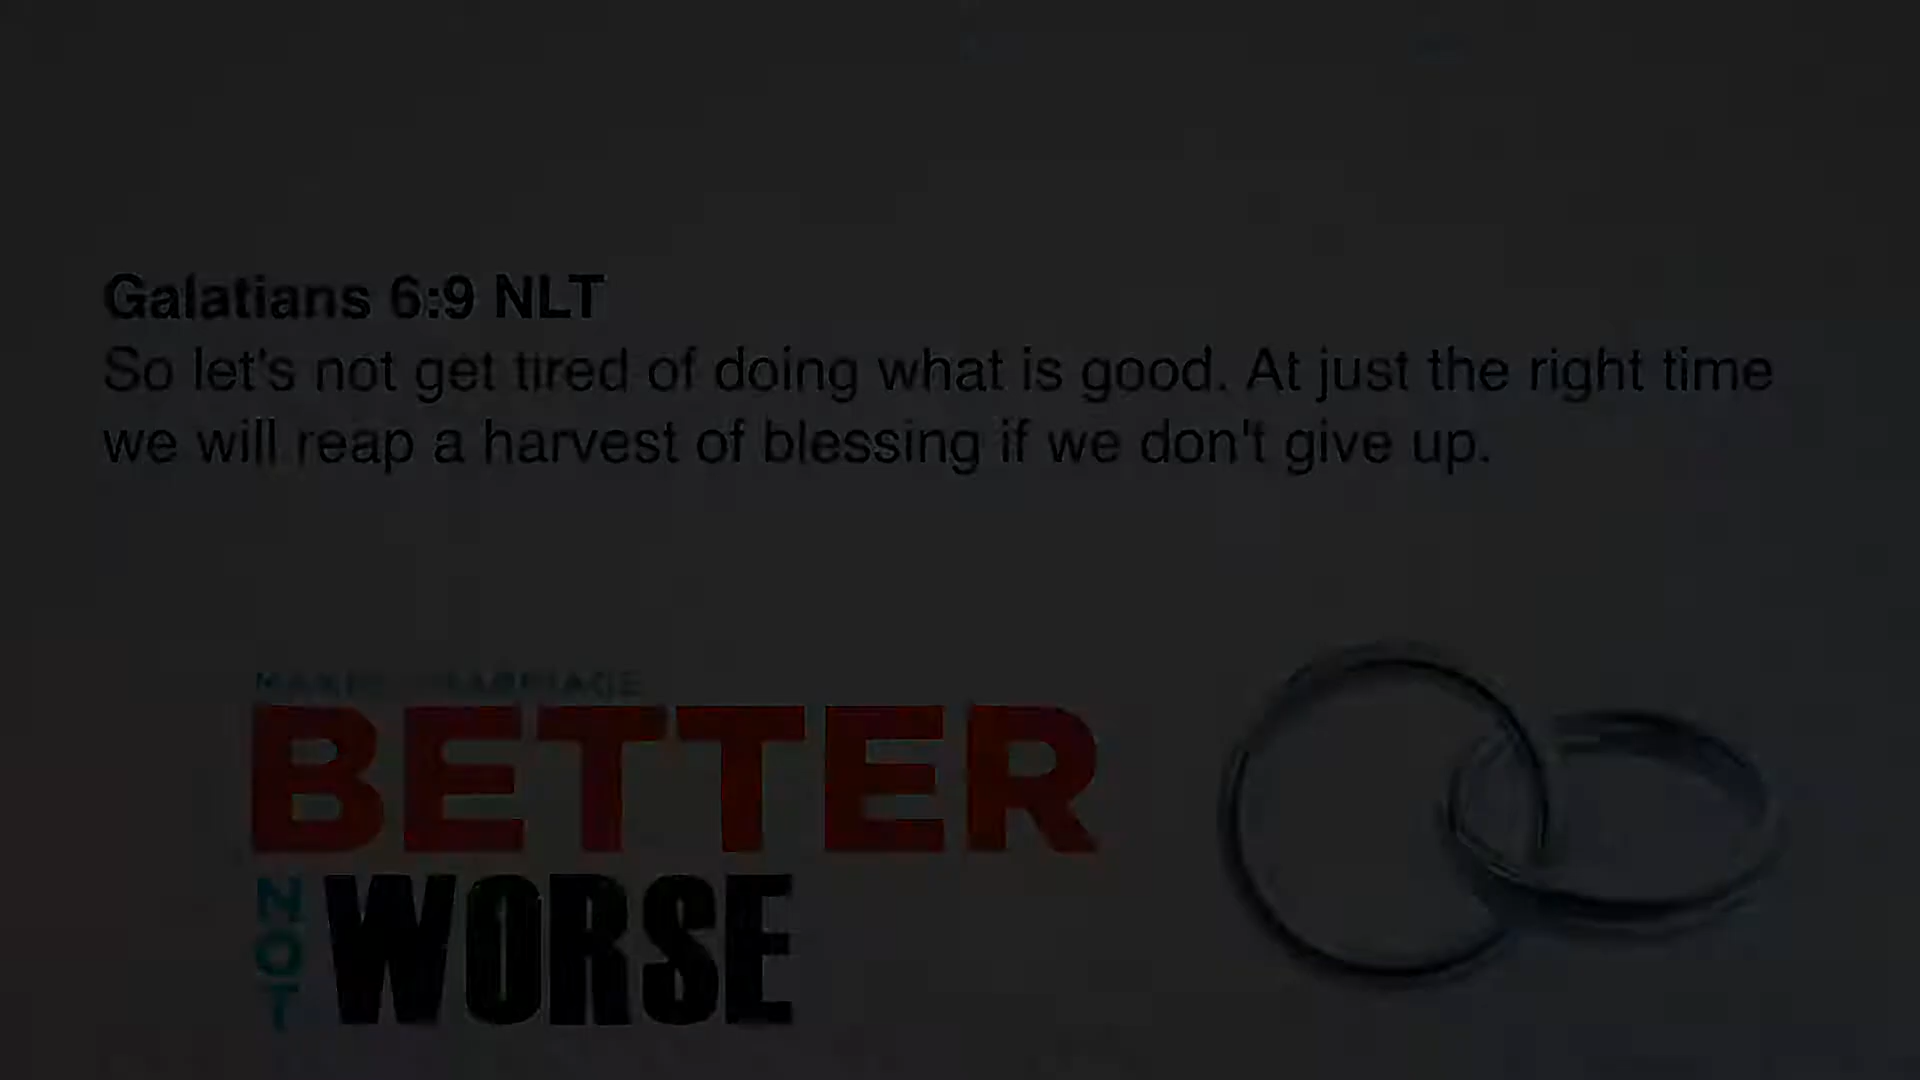 Galatians 6:9 NLT
So let's not get tired of doing what is good. At just the right time
we will reap a harvest of blessing if we don't give up.
MARRIAGE
BETTER
NOT
WORSE